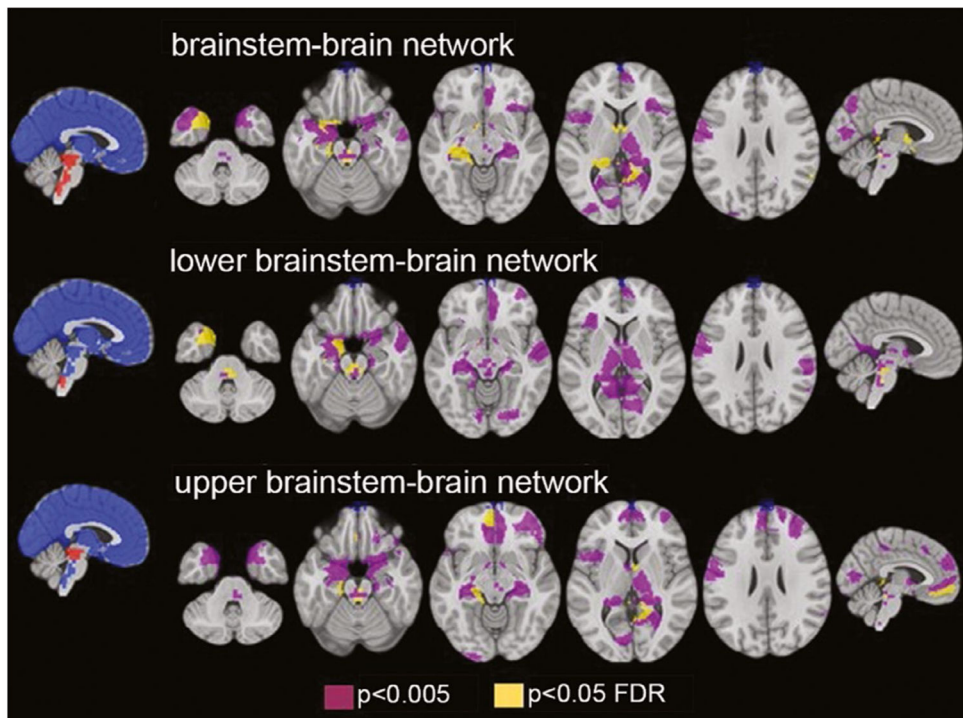 brainstem-brain network
lower brainstem-brain network
upper brainstem-brain network
p<0.005 p<0.05 FDR